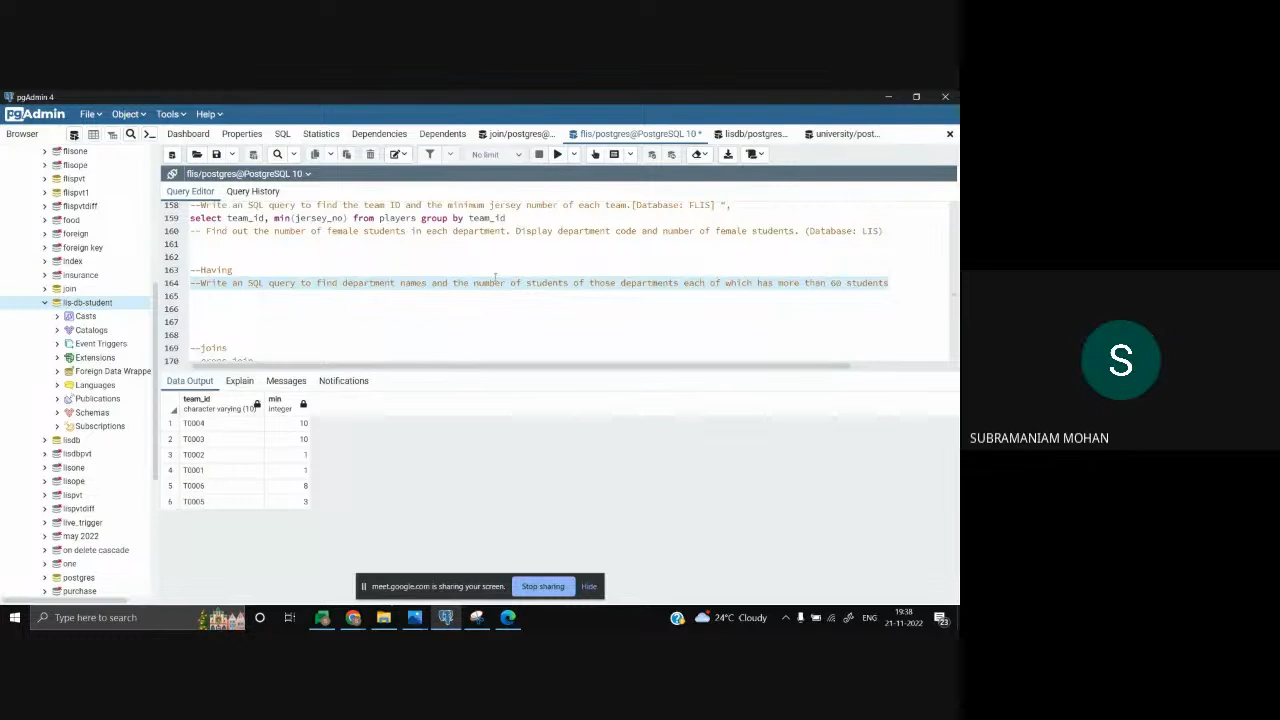 pgAdmin 4
pgAdmin File Object Tools Help
Browser Dashboard Properties SQL Statistics Dependencies Dependents join/postgres@... flis/postgres@PostgreSQL 10 * lisdb/postgres... university/post...
No limit
flis/postgres@PostgreSQL 10
Query Editor Query History
flisone
flisope
flispvt
flispvt1
flispvtdiff
food
foreign
foreign key
index
insurance
join
lis-db-student
Casts
Catalogs
Event Triggers
Extensions
Foreign Data Wrappe
Languages
Publications
Schemas
Subscriptions
lisdb
lisdbpvt
lisone
lisope
lispvt
lispvtdiff
live_trigger
may 2022
on delete cascade
one
postgres
purchase
158 --Write an SQL query to find the team ID and the minimum jersey number of each team.[Database: FLIS] ",
159 select team_id, min(jersey_no) from players group by team_id
160 -- Find out the number of female students in each department. Display department code and number of female students. (Database: LIS)
161
162
163 --Having
164 --Write an SQL query to find department names and the number of students of those departments each of which has more than 60 students
165
166
167
168
169 --joins
170 --cross join
Data Output Explain Messages Notifications
team_id min
character varying (10) integer
1 T0004 10
2 T0003 10
3 T0002 1
4 T0001 1
5 T0006 8
6 T0005 3
meet.google.com is sharing your screen. Stop sharing Hide
Type here to search
24°C Cloudy
ENG
19:38
21-11-2022
23
S
SUBRAMANIAM MOHAN